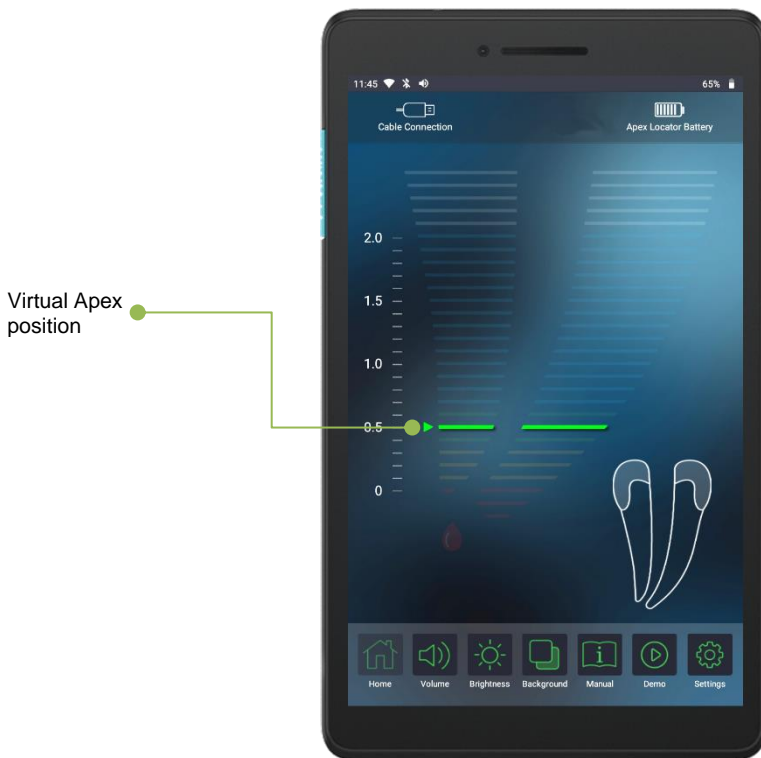 11:45
65%
Cable Connection
Apex Locator Battery
2.0
Virtual Apex
position
1.5
1.0
0.5
0
i
Home
Volume
Brightness
Background
Manual
Demo
Settings